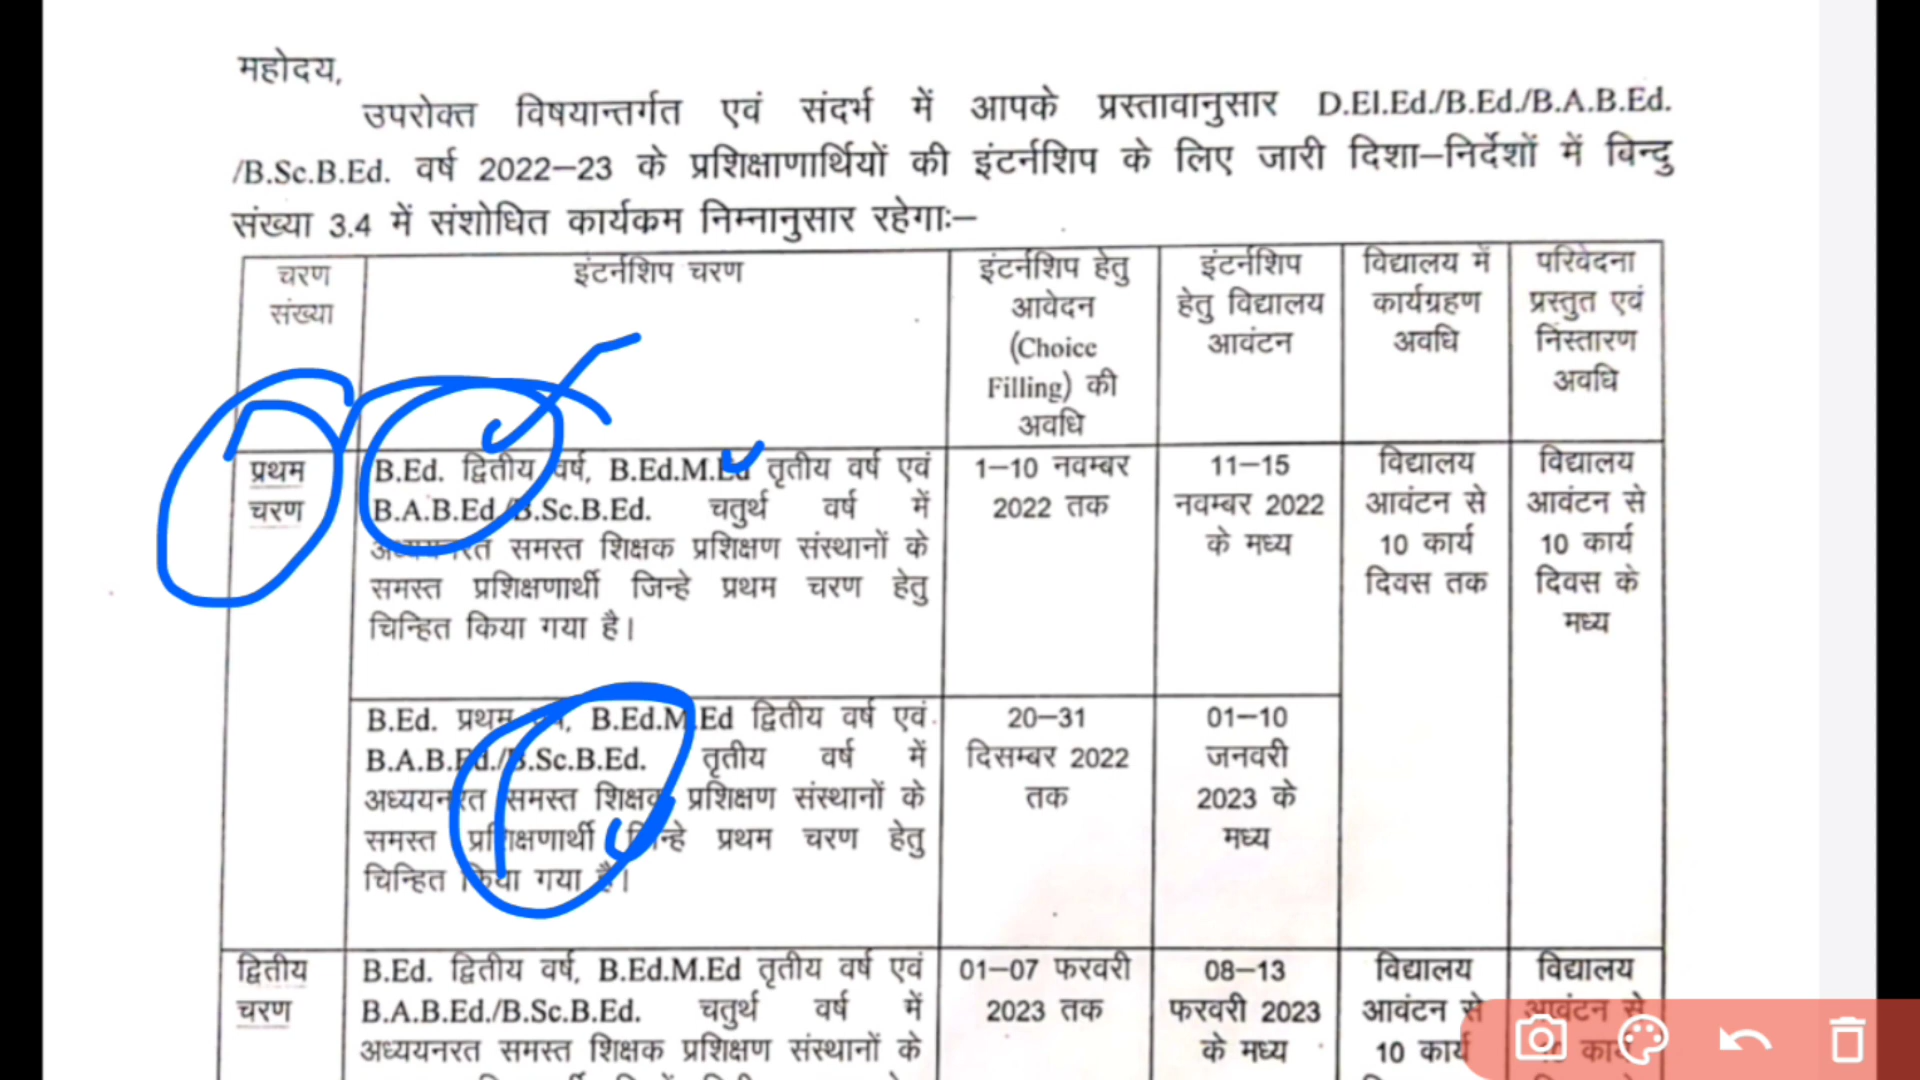 महोदय,
उपरोक्त विषयान्तर्गत एवं संदर्भ में आपके प्रस्तावानुसार D.El.Ed./B.Ed./B.A.B.Ed.
/B.Sc.B.Ed. वर्ष 2022–23 के प्रशिक्षाणार्थियों की इंटर्नशिप के लिए जारी दिशा–निर्देशों में बिन्दु
संख्या 3.4 में संशोधित कार्यकम निम्नानुसार रहेगाः–
चरण
संख्या
इंटर्नशिप चरण
इंटर्नशिप हेतु
आवेदन
(Choice
Filling) की
अवधि
इंटर्नशिप
हेतु विद्यालय
आवंटन
विद्यालय में
कार्यग्रहण
अवधि
परिवेदना
प्रस्तुत एवं
निस्तारण
अवधि
प्रथम
चरण
B.Ed. द्वितीय वर्ष, B.Ed.M.Ed तृतीय वर्ष एवं
B.A.B.Ed./B.Sc.B.Ed. चतुर्थ वर्ष में
अध्ययनरत समस्त शिक्षक प्रशिक्षण संस्थानों के
समस्त प्रशिक्षणार्थी जिन्हे प्रथम चरण हेतु
चिन्हित किया गया है।
1–10 नवम्बर
2022 तक
11–15
नवम्बर 2022
के मध्य
विद्यालय
आवंटन से
10 कार्य
दिवस तक
विद्यालय
आवंटन से
10 कार्य
दिवस के
मध्य
B.Ed. प्रथम वर्ष, B.Ed.M.Ed द्वितीय वर्ष एवं
B.A.B.Ed./B.Sc.B.Ed. तृतीय वर्ष में
अध्ययनरत समस्त शिक्षक प्रशिक्षण संस्थानों के
समस्त प्रशिक्षणार्थी जिन्हे प्रथम चरण हेतु
चिन्हित किया गया है।
20–31
दिसम्बर 2022
तक
01–10
जनवरी
2023 के
मध्य
द्वितीय
चरण
B.Ed. द्वितीय वर्ष, B.Ed.M.Ed तृतीय वर्ष एवं
B.A.B.Ed./B.Sc.B.Ed. चतुर्थ वर्ष में
अध्ययनरत समस्त शिक्षक प्रशिक्षण संस्थानों के
01–07 फरवरी
2023 तक
08–13
फरवरी 2023
के मध्य
विद्यालय
आवंटन से
10 कार्य
विद्यालय
आवंटन से
10 कार्य